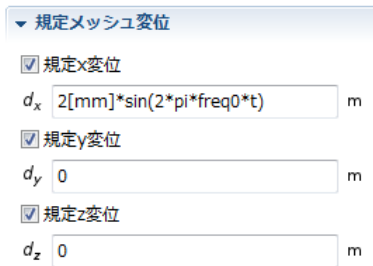 規定メッシュ変位
規定x変位
dx 2[mm]*sin(2*pi*freq0*t) m
規定y変位
dy 0 m
規定z変位
dz 0 m